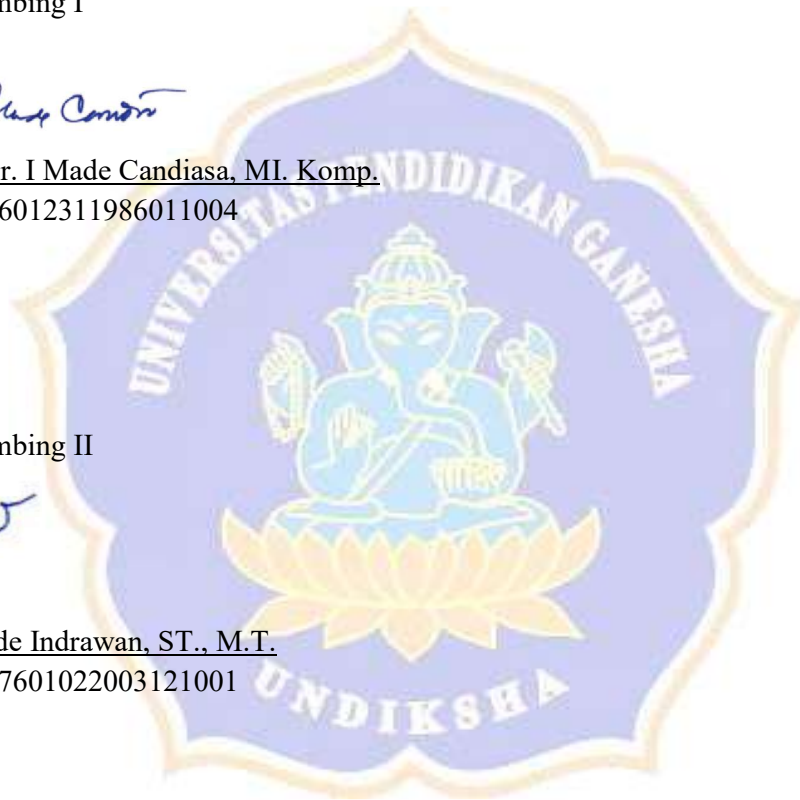 mbing I
r. I Made Candiasa, MI. Komp.
6012311986011004
UNIVERSITAS PENDIDIKAN GANESHA
mbing II
de Indrawan, ST., M.T.
7601022003121001
UNDIKSHA